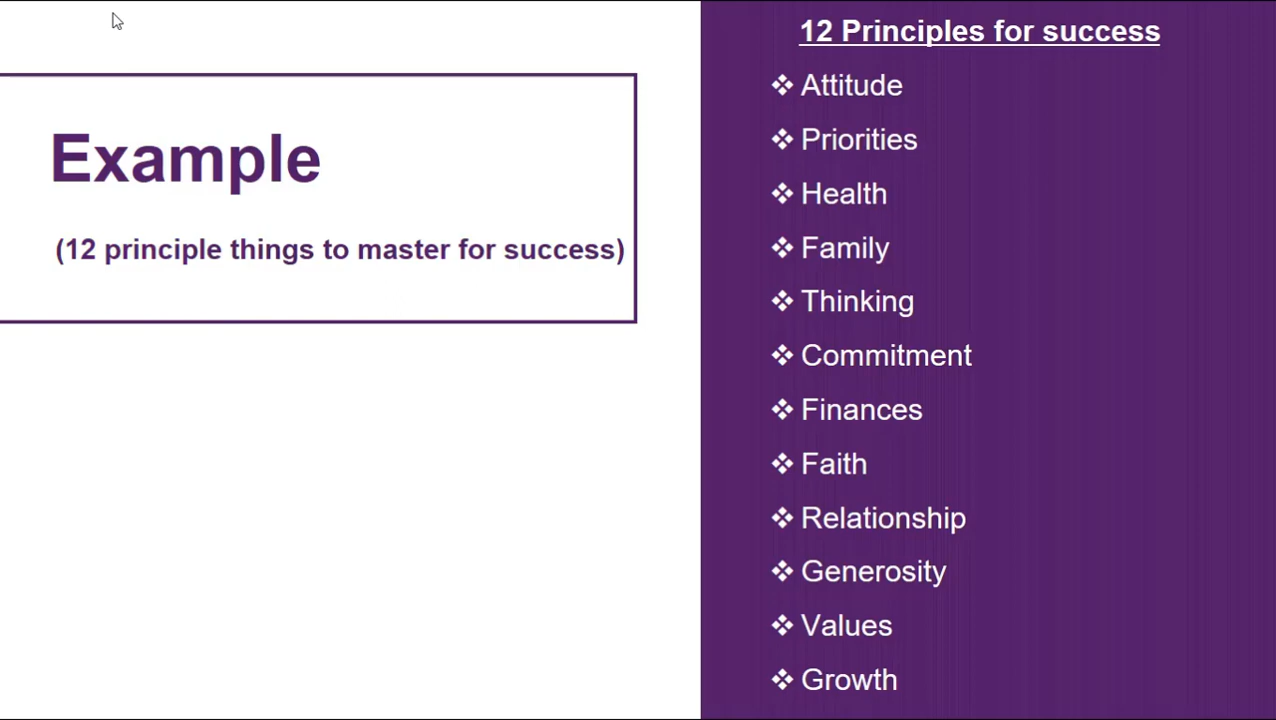 Example
(12 principle things to master for success)
12 Principles for success
❖ Attitude
❖ Priorities
❖ Health
❖ Family
❖ Thinking
❖ Commitment
❖ Finances
❖ Faith
❖ Relationship
❖ Generosity
❖ Values
❖ Growth